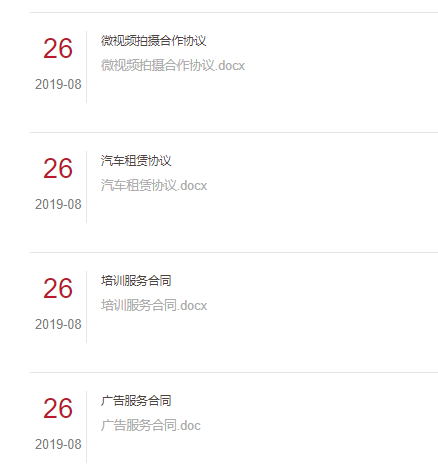 26
2019-08
微视频拍摄合作协议
微视频拍摄合作协议.docx
26
2019-08
汽车租赁协议
汽车租赁协议.docx
26
2019-08
培训服务合同
培训服务合同.docx
26
2019-08
广告服务合同
广告服务合同.doc